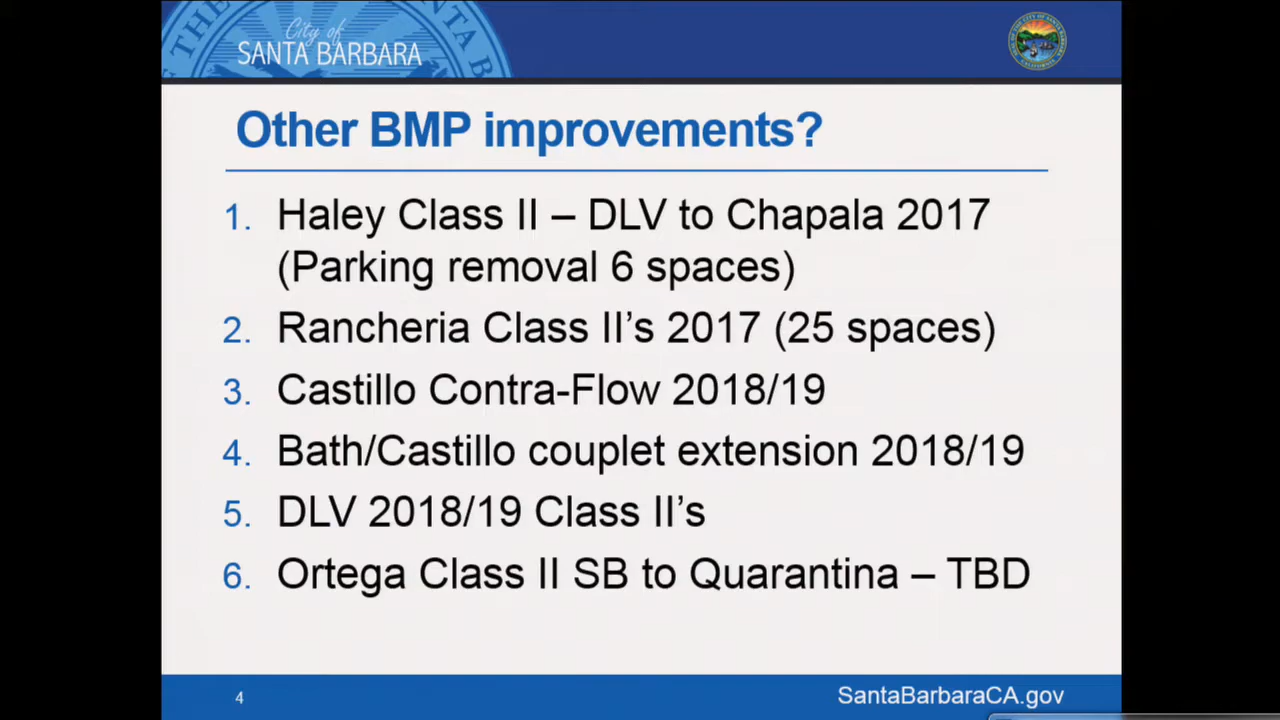 City of
SANTA BARBARA
Other BMP improvements?
1. Haley Class II – DLV to Chapala 2017
(Parking removal 6 spaces)
2. Rancheria Class II’s 2017 (25 spaces)
3. Castillo Contra-Flow 2018/19
4. Bath/Castillo couplet extension 2018/19
5. DLV 2018/19 Class II’s
6. Ortega Class II SB to Quarantina – TBD
4
SantaBarbaraCA.gov